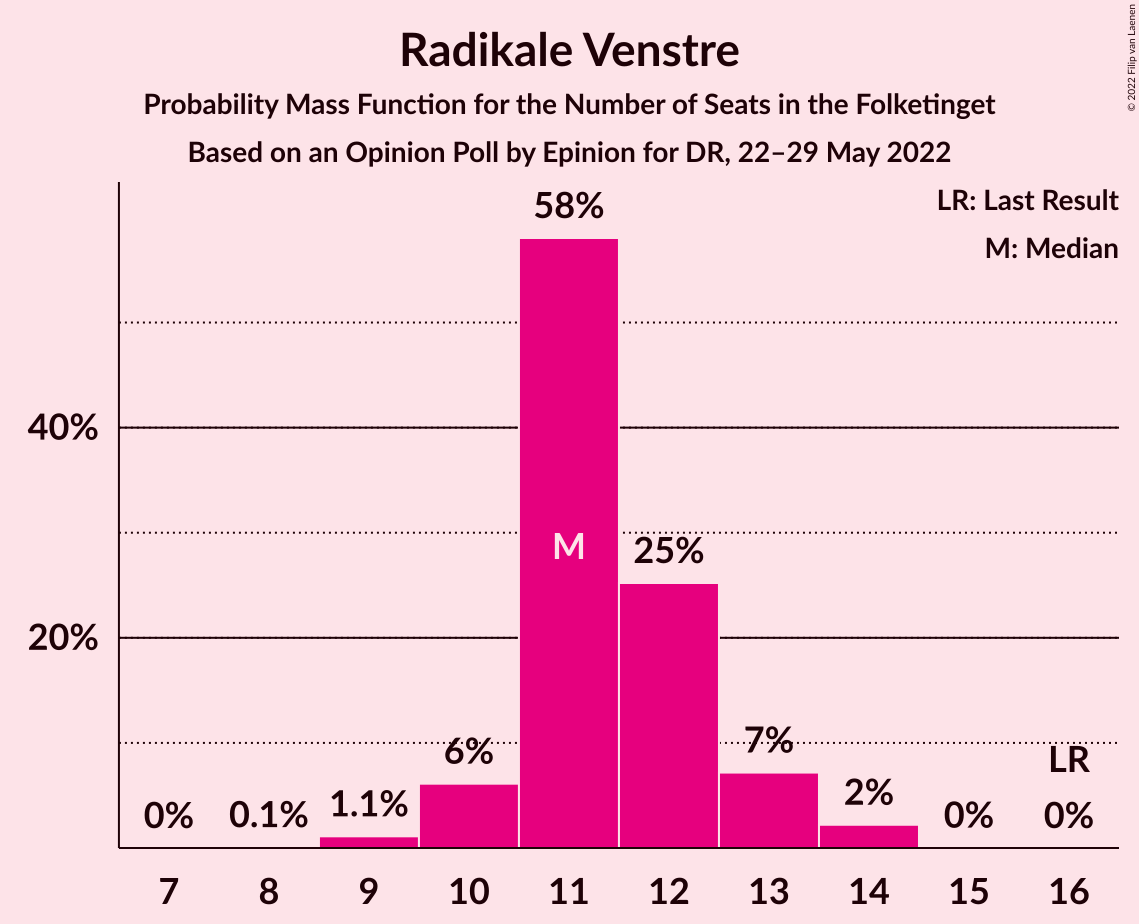 Radikale Venstre
Probability Mass Function for the Number of Seats in the Folketinget
Based on an Opinion Poll by Epinion for DR, 22–29 May 2022
© 2022 Filip van Laenen
LR: Last Result
M: Median
58%
40%
M
25%
20%
6%
7%
LR
0%
0.1%
1.1%
2%
0%
0%
7 8 9 10 11 12 13 14 15 16